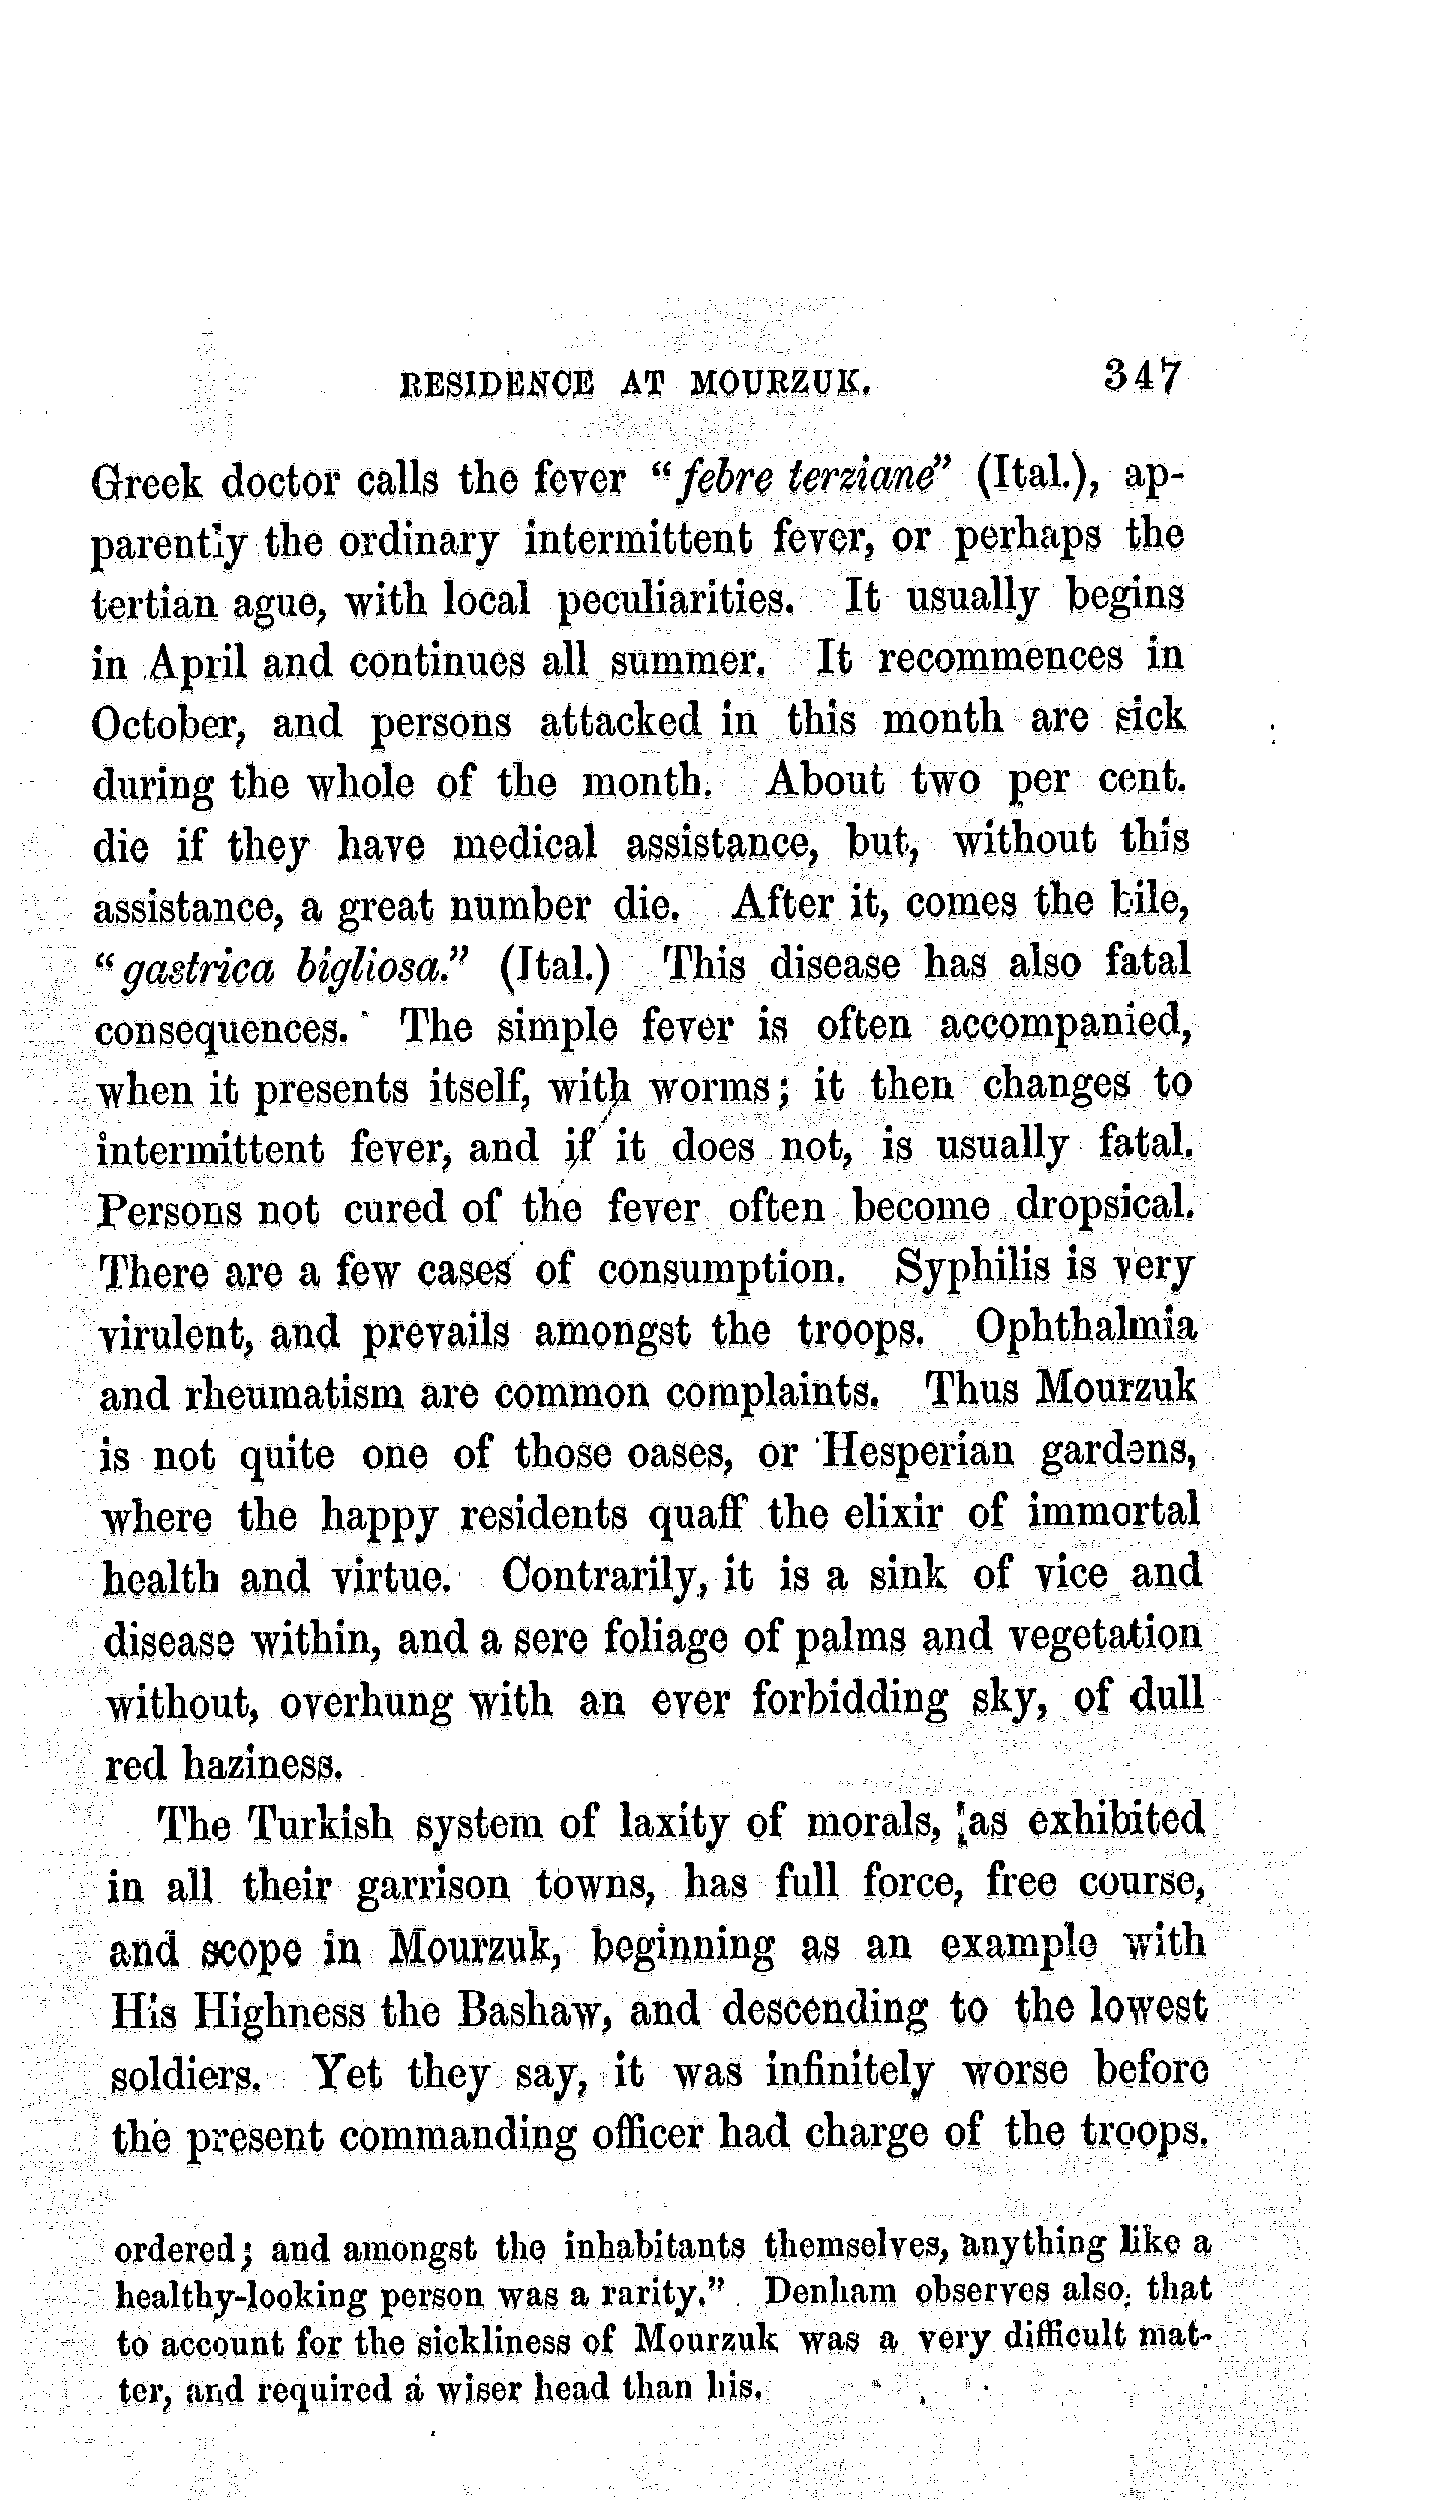 RESIDENCE AT MOURZUK. 347
Greek doctor calls the fever "febre terziane" (Ital.), ap-
parently the ordinary intermittent fever, or perhaps the
tertian ague, with local peculiarities. It usually begins
in April and continues all summer. It recommences in
October, and persons attacked in this month are sick
during the whole of the month. About two per cent.
die if they have medical assistance, but, without this
assistance, a great number die. After it, comes the bile,
"gastrica bigliosa." (Ital.) This disease has also fatal
consequences. The simple fever is often accompanied,
when it presents itself, with worms; it then changes to
intermittent fever, and if it does not, is usually fatal.
Persons not cured of the fever often become dropsical.
There are a few cases of consumption. Syphilis is very
virulent, and prevails amongst the troops. Ophthalmia
and rheumatism are common complaints. Thus Mourzuk
is not quite one of those oases, or Hesperian gardens,
where the happy residents quaff the elixir of immortal
health and virtue. Contrarily, it is a sink of vice and
disease within, and a sere foliage of palms and vegetation
without, overhung with an ever forbidding sky, of dull
red haziness.
The Turkish system of laxity of morals, as exhibited
in all their garrison towns, has full force, free course,
and scope in Mourzuk, beginning as an example with
His Highness the Bashaw, and descending to the lowest
soldiers. Yet they say, it was infinitely worse before
the present commanding officer had charge of the troops.
ordered; and amongst the inhabitants themselves, anything like a
healthy-looking person was a rarity." Denham observes also, that
to account for the sickliness of Mourzuk was a very difficult mat-
ter, and required a wiser head than his.